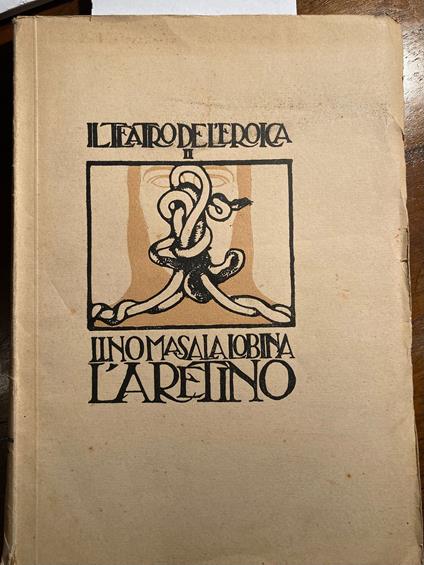 IL TEATRO DE L'EROICA
II
LINO MASALA LOBINA
L'ARETINO